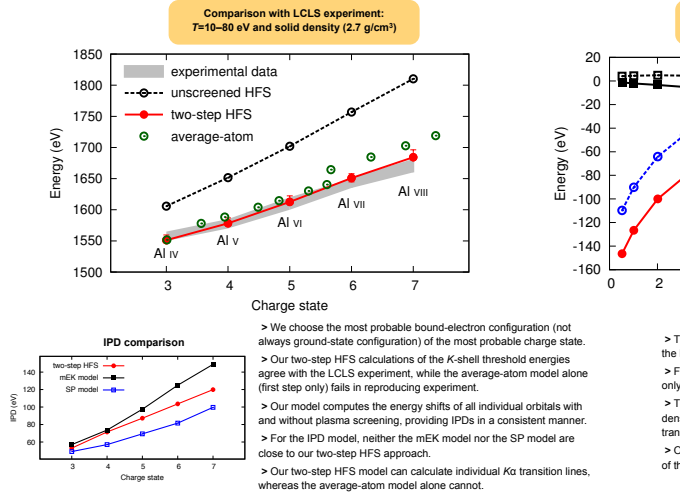 Comparison with LCLS experiment:
T=10–80 eV and solid density (2.7 g/cm³)
1850
1800
1750
1700
1650
1600
1550
1500
Energy (eV)
experimental data
unscreened HFS
two-step HFS
average-atom
Al IV
Al V
Al VI
Al VII
Al VIII
3 4 5 6 7
Charge state
20
0
-20
-40
-60
-80
-100
-120
-140
-160
Energy (eV)
0 2
IPD comparison
two-step HFS
mEK model
SP model
140
120
100
80
60
IPD (eV)
3 4 5 6 7
Charge state
> We choose the most probable bound-electron configuration (not
always ground-state configuration) of the most probable charge state.
> Our two-step HFS calculations of the K-shell threshold energies
agree with the LCLS experiment, while the average-atom model alone
(first step only) fails in reproducing experiment.
> Our model computes the energy shifts of all individual orbitals with
and without plasma screening, providing IPDs in a consistent manner.
> For the IPD model, neither the mEK model nor the SP model are
close to our two-step HFS approach.
> Our two-step HFS model can calculate individual Kα transition lines,
whereas the average-atom model alone cannot.
> T
the
> F
only
> T
den
tran
> C
of th